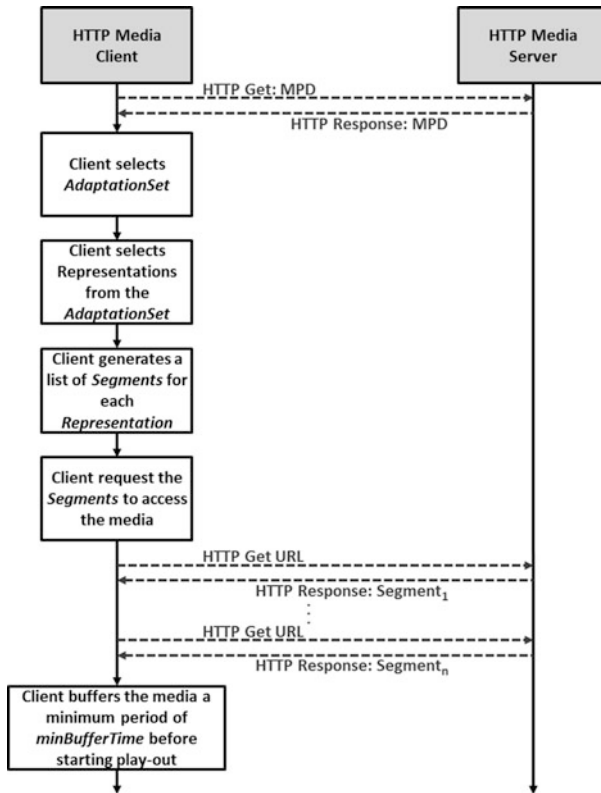 HTTP Media
Client
HTTP Media
Server
HTTP Get: MPD
HTTP Response: MPD
Client selects
AdaptationSet
Client selects
Representations
from the
AdaptationSet
Client generates a
list of Segments for
each
Representation
Client request the
Segments to access
the media
HTTP Get URL
HTTP Response: Segment₁
⋮
HTTP Get URL
HTTP Response: Segmentₙ
Client buffers the media a
minimum period of
minBufferTime before
starting play-out